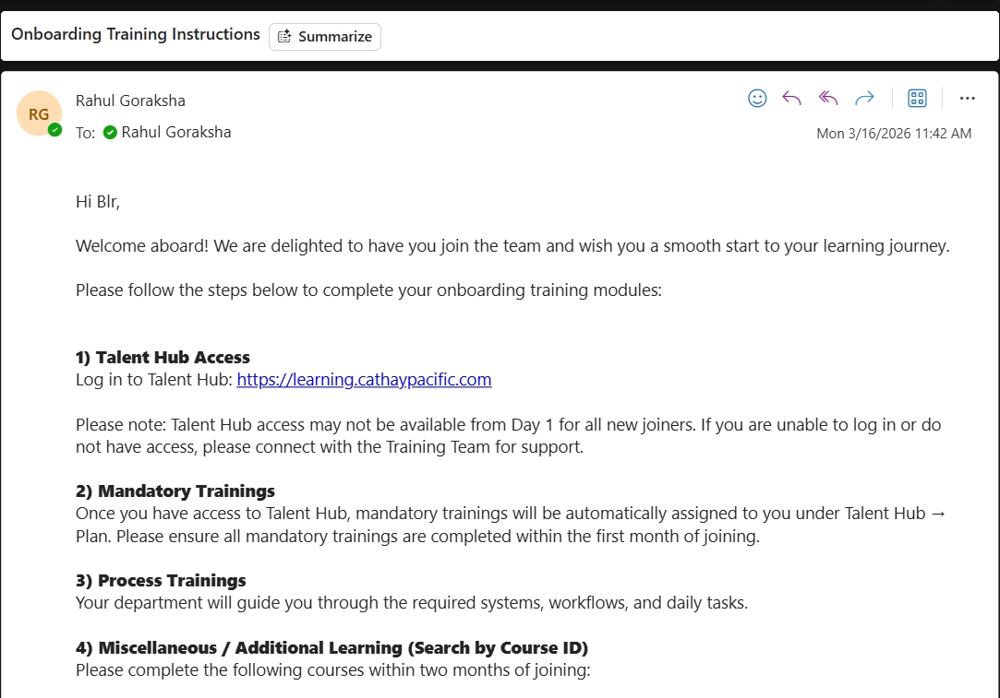 Onboarding Training Instructions
Summarize
RG
Rahul Goraksha
To: Rahul Goraksha
Mon 3/16/2026 11:42 AM
Hi Blr,
Welcome aboard! We are delighted to have you join the team and wish you a smooth start to your learning journey.
Please follow the steps below to complete your onboarding training modules:
1) Talent Hub Access
Log in to Talent Hub: https://learning.cathaypacific.com
Please note: Talent Hub access may not be available from Day 1 for all new joiners. If you are unable to log in or do
not have access, please connect with the Training Team for support.
2) Mandatory Trainings
Once you have access to Talent Hub, mandatory trainings will be automatically assigned to you under Talent Hub →
Plan. Please ensure all mandatory trainings are completed within the first month of joining.
3) Process Trainings
Your department will guide you through the required systems, workflows, and daily tasks.
4) Miscellaneous / Additional Learning (Search by Course ID)
Please complete the following courses within two months of joining: